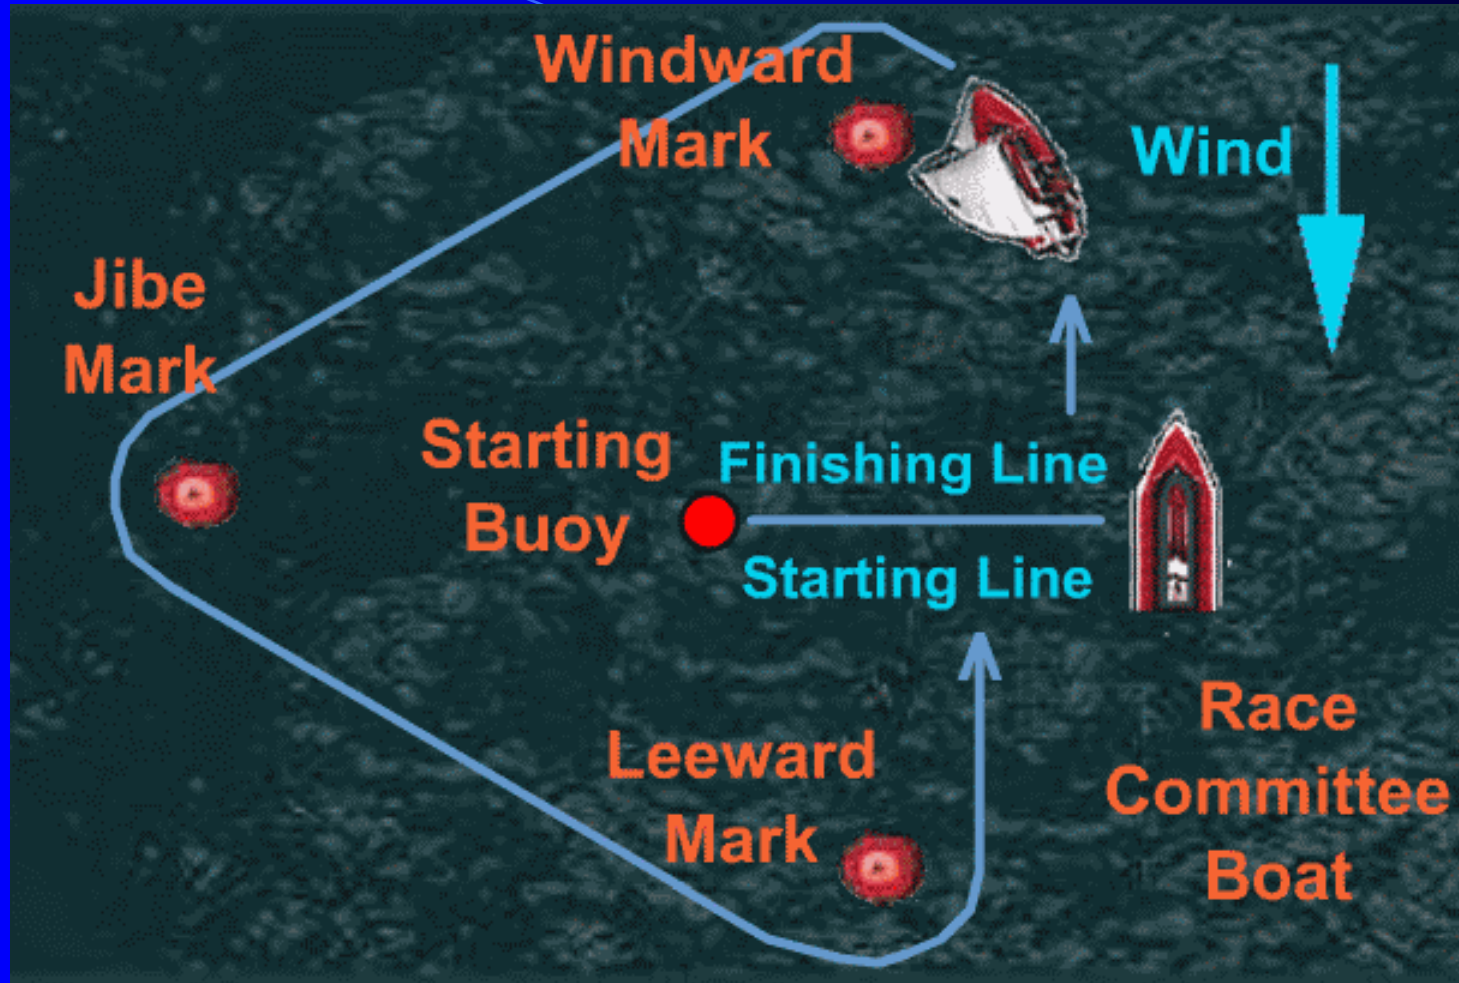 Windward
Mark
Wind
Jibe
Mark
Starting
Buoy
Finishing Line
Starting Line
Leeward
Mark
Race
Committee
Boat